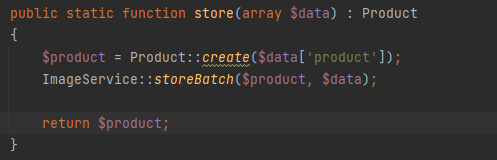 public static function store(array $data) : Product
{
    $product = Product::create($data['product']);
    ImageService::storeBatch($product, $data);

    return $product;
}